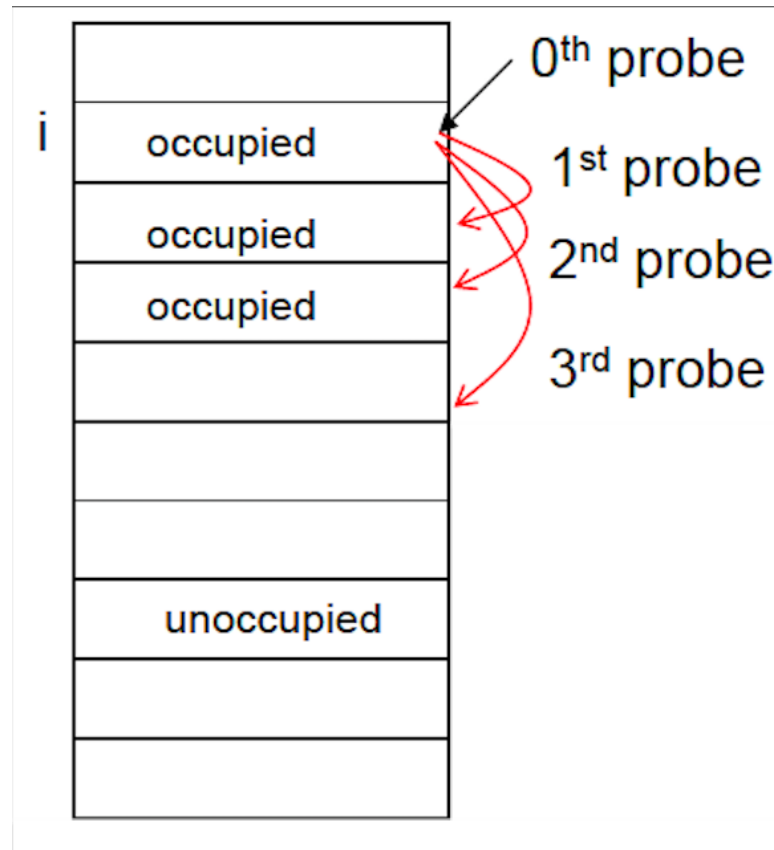 0th probe
i
occupied
1st probe
occupied
2nd probe
occupied
3rd probe
unoccupied